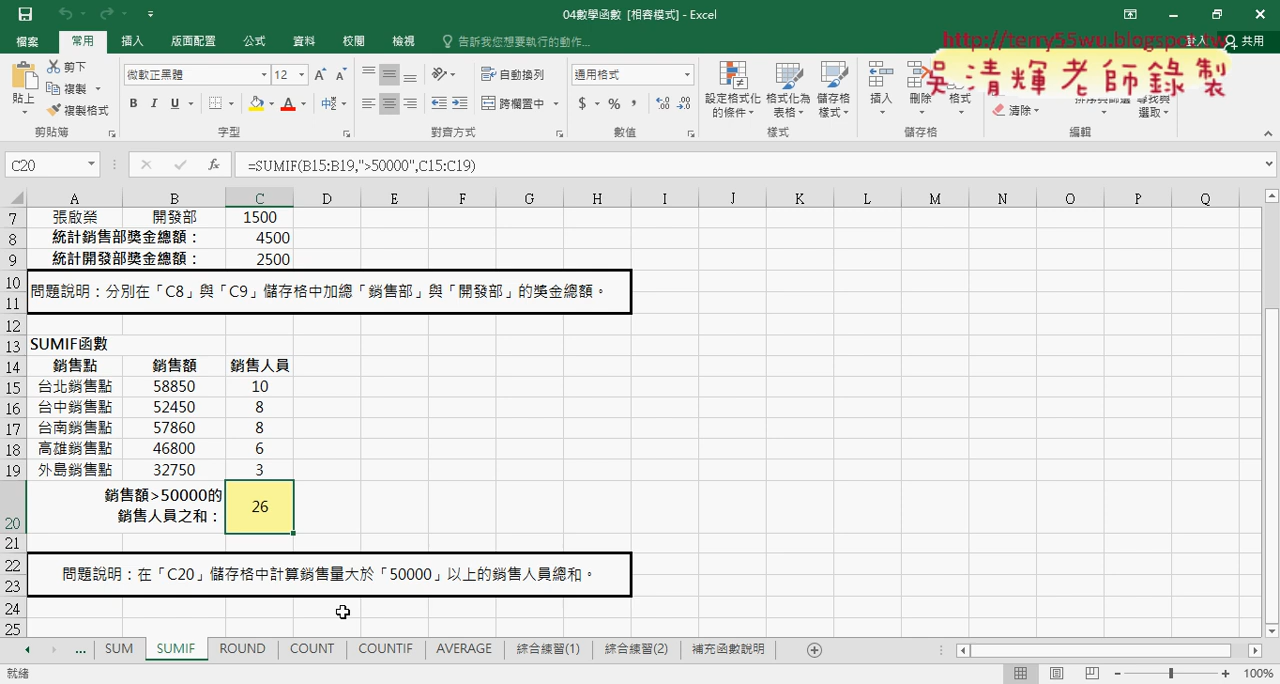 04數學函數 [相容模式] - Excel
檔案 常用 插入 版面配置 公式 資料 校閱 檢視 告訴我您想要執行的動作... 登入 共用
http://terry55wu.blogspot.tw
吳清輝老師錄製
貼上 剪下 複製 複製格式 剪貼簿
微軟正黑體 12 B I U A 中 字型
自動換列 跨欄置中 對齊方式
通用格式 $ % , 數值
設定格式化的條件 格式化為表格 儲存格樣式 樣式
插入 刪除 格式 儲存格
清除 編輯
C20 fx =SUMIF(B15:B19,">50000",C15:C19)
A B C D E F G H I J K L M N O P Q
7 張啟榮 開發部 1500
8 統計銷售部獎金總額： 4500
9 統計開發部獎金總額： 2500
10
問題說明：分別在「C8」與「C9」儲存格中加總「銷售部」與「開發部」的獎金總額。
11
12
13 SUMIF函數
14 銷售點 銷售額 銷售人員
15 台北銷售點 58850 10
16 台中銷售點 52450 8
17 台南銷售點 57860 8
18 高雄銷售點 46800 6
19 外島銷售點 32750 3
銷售額>50000的
銷售人員之和： 26
20
21
22
問題說明：在「C20」儲存格中計算銷售量大於「50000」以上的銷售人員總和。
23
24
25
... SUM SUMIF ROUND COUNT COUNTIF AVERAGE 綜合練習(1) 綜合練習(2) 補充函數說明
就緒 100%